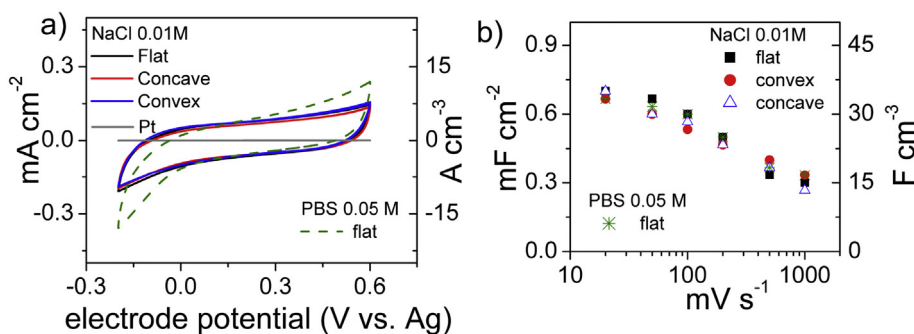 a)
NaCl 0.01M
Flat
Concave
Convex
Pt
PBS 0.05 M
flat
0.3
0.0
-0.3
mA cm-2
15
0
-15
A cm-3
-0.3 0.0 0.3 0.6
electrode potential (V vs. Ag)
b)
NaCl 0.01M
flat
convex
concave
PBS 0.05 M
flat
0.9
0.6
0.3
0.0
mF cm-2
45
30
15
0
F cm-3
10 100 1000
mV s-1